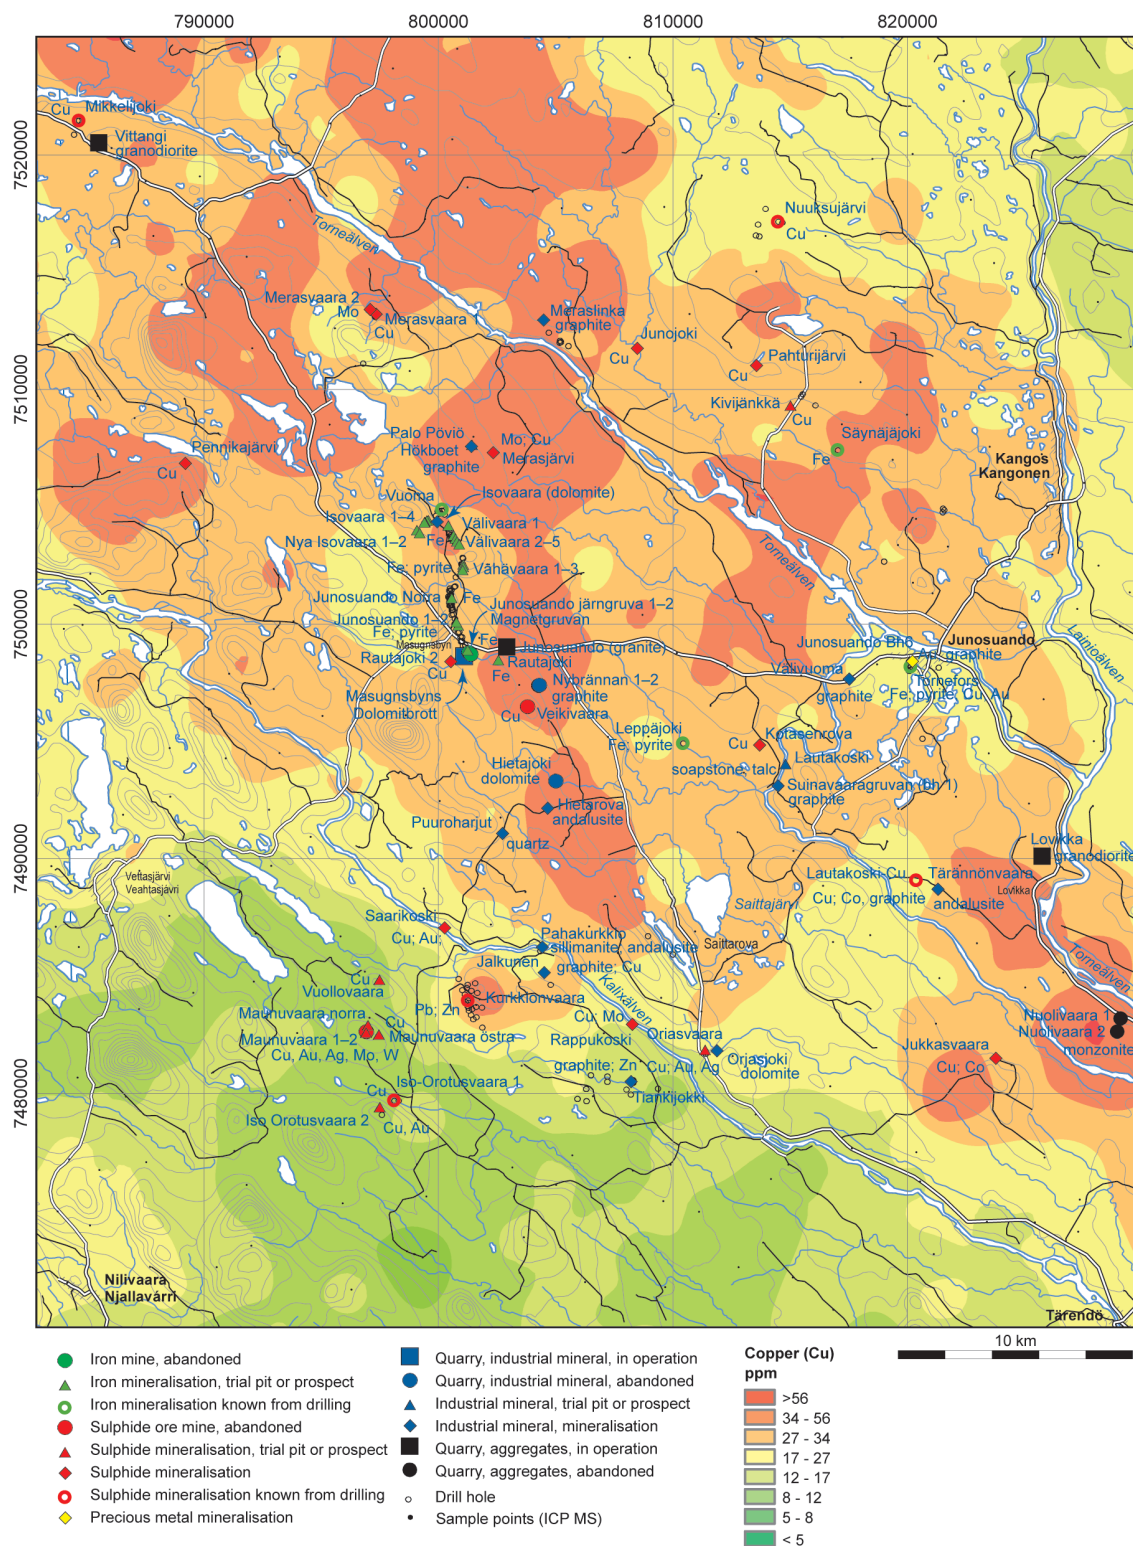 790000
800000
810000
820000
7520000
7510000
7500000
7490000
7480000
Mikkelijoki
Cu
Vittangi
granodiorite
Torneälven
Nuuksujärvi
Cu
Merasvaara 2
Mo
Merasvaara 1
Cu
Meraslinka
graphite
Junojoki
Cu
Pahturijärvi
Cu
Kivijänkkä
Cu
Säynäjäjoki
Fe
Kangos
Kangonen
Pennikajärvi
Cu
Palo Pöviö
Hökboet
graphite
Mo; Cu
Merasjärvi
Vuoma
Isovaara (dolomite)
Isovaara 1–4
Välivaara 1
Nya Isovaara 1–2
Fe
Välivaara 2–5
Fe; pyrite
Vähävaara 1–3
Torneälven
Junosuando Norra
Fe
Junosuando järngruva 1–2
Magnetgruvan
Junosuando 1–2
Fe; pyrite
Fe
Masugnsbyn
Junosuando (granite)
Rautajoki 2
Cu
Rautajoki
Fe
Nybrännan 1–2
graphite
Masugnsbyns
Dolomitbrott
Cu
Veikivaara
Junosuando Bh6
Au, graphite
Junosuando
Lainioälven
Välivuoma
graphite
Tornefors
Fe; pyrite; Cu, Au
Leppäjoki
Fe; pyrite
Cu
Kotasenrova
Lautakoski
soapstone; talc
Suinavaaragruvan (bh 1)
graphite
Hietajoki
dolomite
Hietarova
andalusite
Puuroharjut
quartz
Lovikka
granodiorite
Vettasjärvi
Veahtasjávri
Lautakoski-Cu
Cu; Co, graphite
Tärännönvaara
andalusite
Lovikka
Saittajärvi
Saittarova
Saarikoski
Cu; Au;
Pahakurkkio
sillimanite, andalusite
Jalkunen
graphite; Cu
Torneälven
Cu
Vuollovaara
Kurkkionvaara
Pb; Zn
Kalixälven
Maunuvaara norra
Cu
Maunuvaara 1–2
Maunuvaara östra
Cu, Au, Ag, Mo, W
Cu; Mo
Rappukoski
Oriasvaara
Cu; Au, Ag
Orjasjoki
dolomite
graphite; Zn
Tiankijokki
Nuolivaara 1
Nuolivaara 2
monzonite
Jukkasvaara
Cu; Co
Cu
Iso-Orotusvaara 1
Iso Orotusvaara 2
Cu, Au
Nilivaara
Njallavárri
Tärendö
Iron mine, abandoned
Iron mineralisation, trial pit or prospect
Iron mineralisation known from drilling
Sulphide ore mine, abandoned
Sulphide mineralisation, trial pit or prospect
Sulphide mineralisation
Sulphide mineralisation known from drilling
Precious metal mineralisation
Quarry, industrial mineral, in operation
Quarry, industrial mineral, abandoned
Industrial mineral, trial pit or prospect
Industrial mineral, mineralisation
Quarry, aggregates, in operation
Quarry, aggregates, abandoned
Drill hole
Sample points (ICP MS)
Copper (Cu)
ppm
>56
34 - 56
27 - 34
17 - 27
12 - 17
8 - 12
5 - 8
< 5
10 km